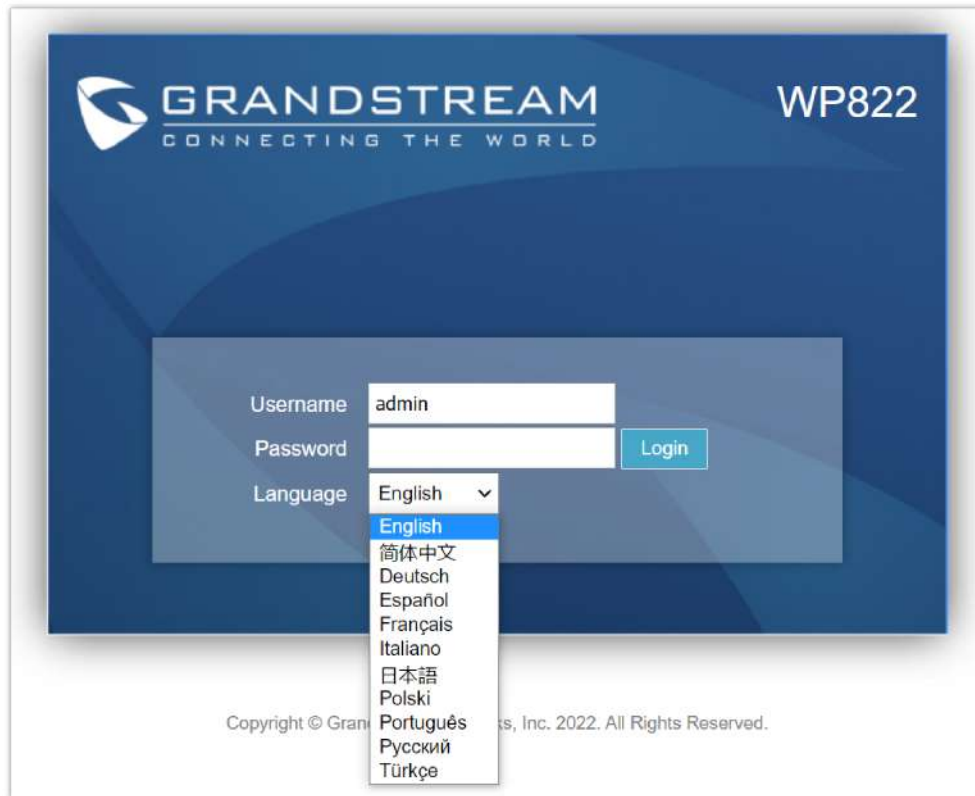 GRANDSTREAM
CONNECTING THE WORLD
WP822
Username admin
Password Login
Language English
English
简体中文
Deutsch
Español
Français
Italiano
日本語
Polski
Português
Русский
Türkçe
Copyright © Gran ks, Inc. 2022. All Rights Reserved.